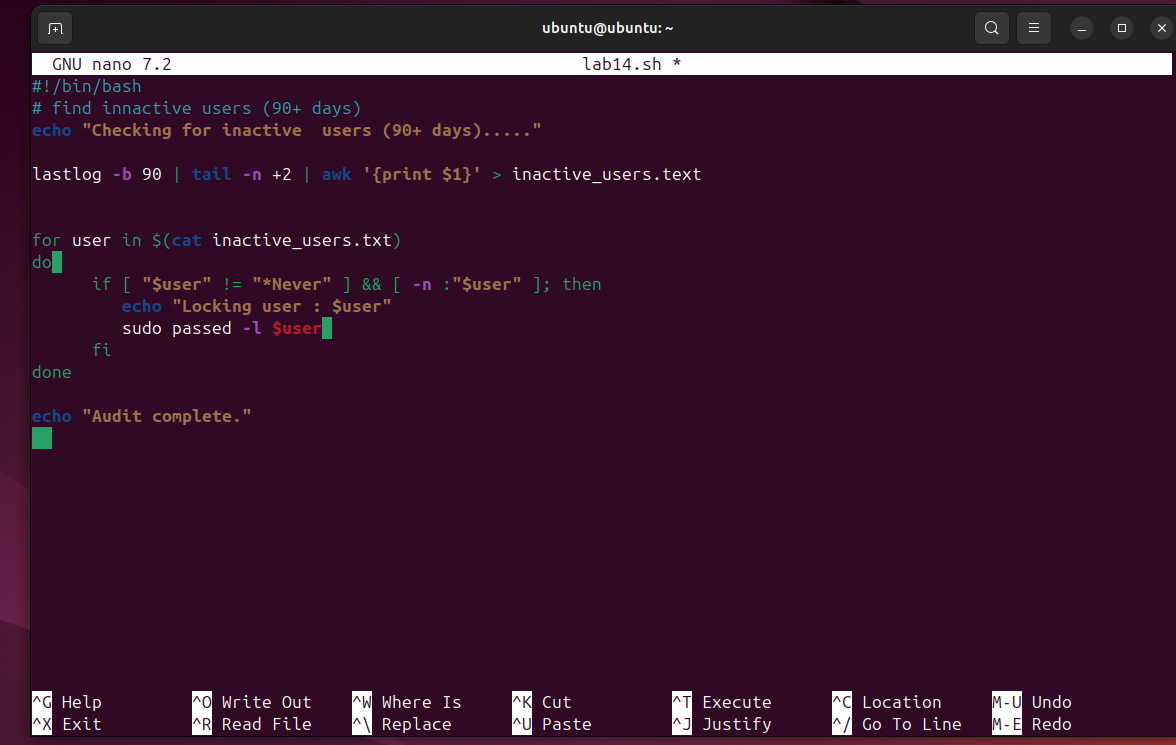 ubuntu@ubuntu: ~
GNU nano 7.2 lab14.sh *
#!/bin/bash
# find innactive users (90+ days)
echo "Checking for inactive  users (90+ days)....."
lastlog -b 90 | tail -n +2 | awk '{print $1}' > inactive_users.text
for user in $(cat inactive_users.txt)
do
      if [ "$user" != "*Never" ] && [ -n :"$user" ]; then
         echo "Locking user : $user"
         sudo passed -l $user
      fi
done
echo "Audit complete."
^G Help ^O Write Out ^W Where Is ^K Cut ^T Execute ^C Location M-U Undo
^X Exit ^R Read File ^\ Replace ^U Paste ^J Justify ^/ Go To Line M-E Redo